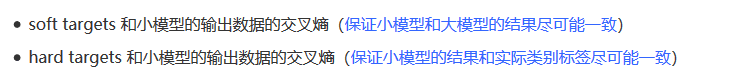 • soft targets 和小模型的输出数据的交叉熵（保证小模型和大模型的结果尽可能一致）
• hard targets 和小模型的输出数据的交叉熵（保证小模型的结果和实际类别标签尽可能一致）